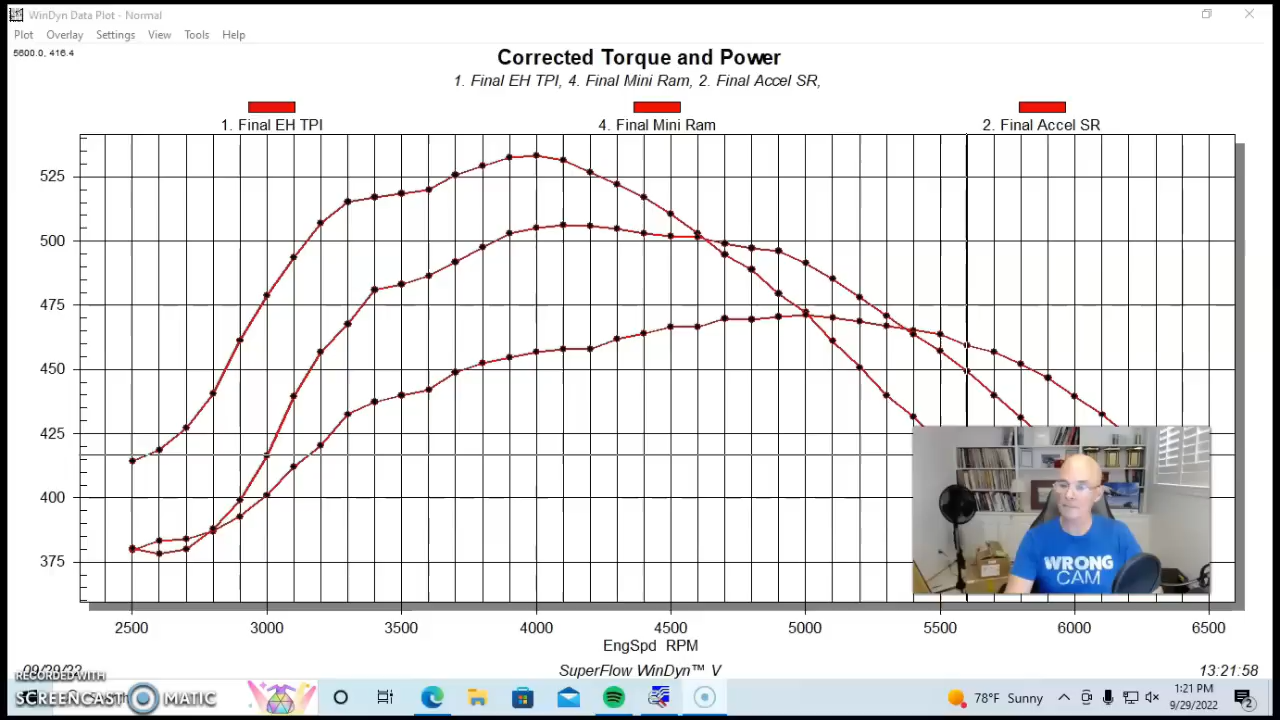 WinDyn Data Plot - Normal
Plot Overlay Settings View Tools Help
5600.0, 416.4
Corrected Torque and Power
1. Final EH TPI, 4. Final Mini Ram, 2. Final Accel SR,
1. Final EH TPI 4. Final Mini Ram 2. Final Accel SR
525
500
475
450
425
400
375
WRONG
CAM
2500 3000 3500 4000 4500 5000 5500 6000 6500
EngSpd RPM
SuperFlow WinDyn™ V 13:21:58
RECORDED WITH
SCREENCAST MATIC
78°F Sunny
1:21 PM
9/29/2022
2